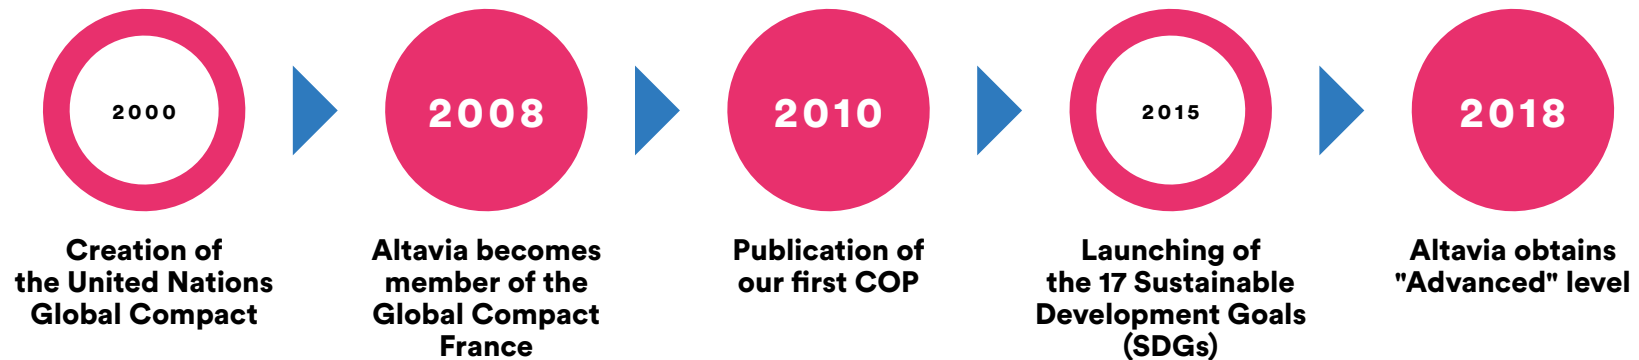 2000
Creation of
the United Nations
Global Compact
2008
Altavia becomes
member of the
Global Compact
France
2010
Publication of
our first COP
2015
Launching of
the 17 Sustainable
Development Goals
(SDGs)
2018
Altavia obtains
"Advanced" level